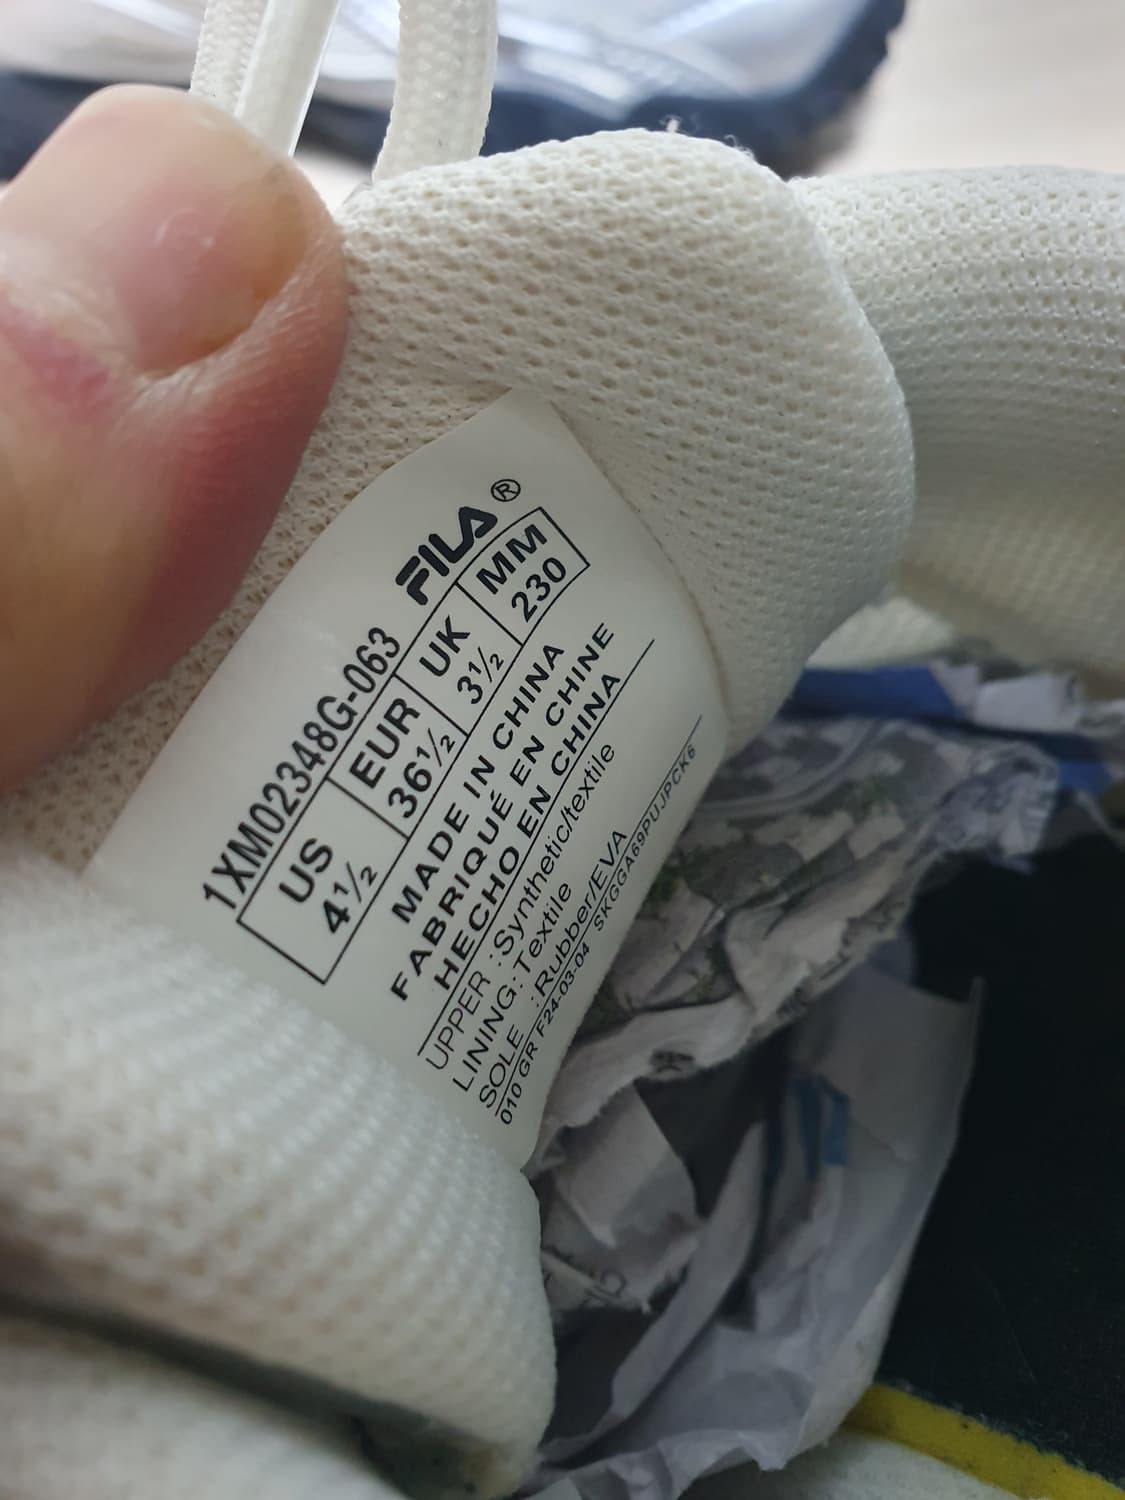 FILA®
1XM02348G-063
US EUR UK MM
4½ 36½ 3½ 230
MADE IN CHINA
FABRIQUÉ EN CHINE
HECHO EN CHINA
UPPER :Synthetic/textile
LINING:Textile
SOLE :Rubber/EVA
010 GR F24-03-04 SKGGA69PUJPCK6